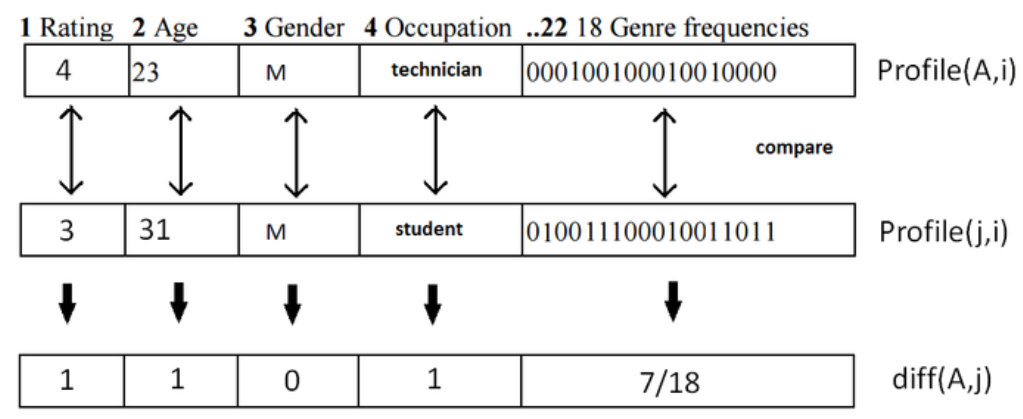 1 Rating 2 Age 3 Gender 4 Occupation ..22 18 Genre frequencies
4 23 M technician 000100100010010000 Profile(A,i)
compare
3 31 M student 010011100010011011 Profile(j,i)
1 1 0 1 7/18 diff(A,j)